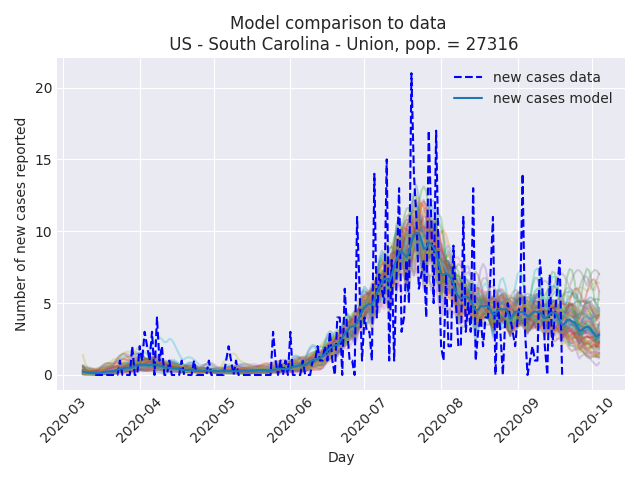 Model comparison to data
US - South Carolina - Union, pop. = 27316
new cases data
new cases model
Number of new cases reported
20
15
10
5
0
2020-03
2020-04
2020-05
2020-06
2020-07
2020-08
2020-09
2020-10
Day